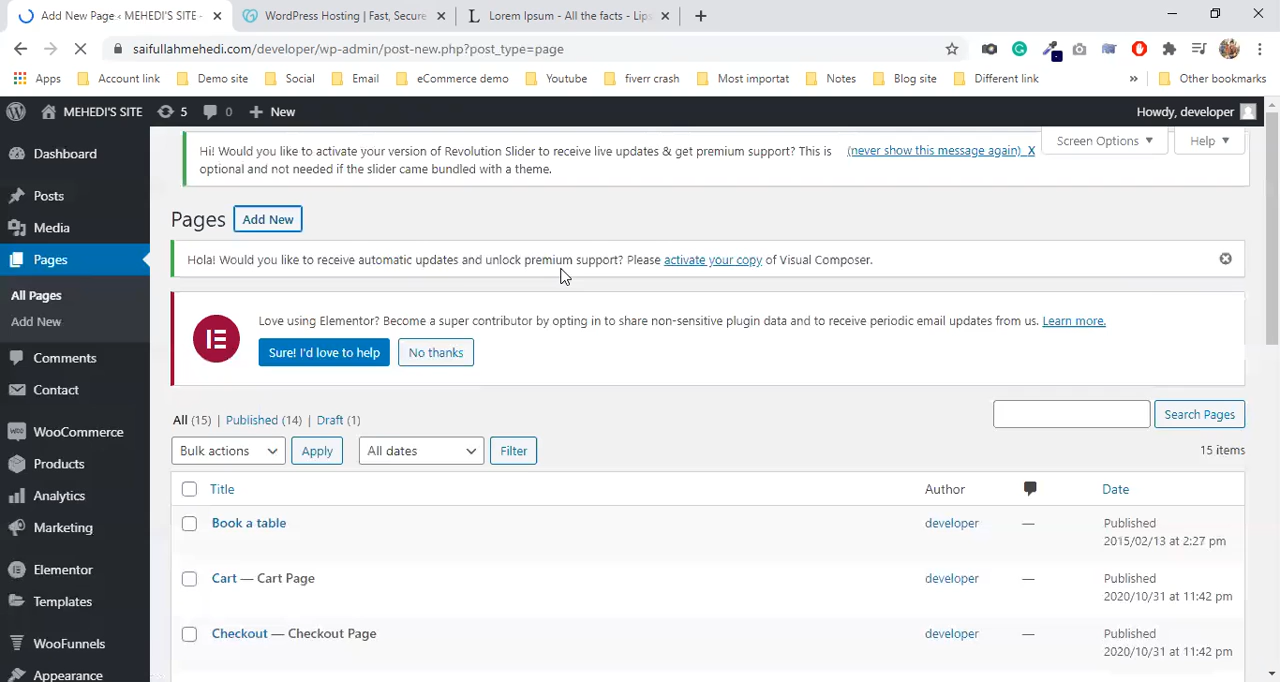 Add New Page ‹ MEHEDI'S SITE -
WordPress Hosting | Fast, Secure
Lorem Ipsum - All the facts - Lips
saifullahmehedi.com/developer/wp-admin/post-new.php?post_type=page
Apps
Account link
Demo site
Social
Email
eCommerce demo
Youtube
fiverr crash
Most importat
Notes
Blog site
Different link
»
Other bookmarks
MEHEDI'S SITE
5
0
New
Howdy, developer
Dashboard
Posts
Media
Pages
All Pages
Add New
Comments
Contact
WooCommerce
Products
Analytics
Marketing
Elementor
Templates
WooFunnels
Appearance
Hi! Would you like to activate your version of Revolution Slider to receive live updates & get premium support? This is
optional and not needed if the slider came bundled with a theme.
(never show this message again) X
Screen Options
Help
Pages
Add New
Hola! Would you like to receive automatic updates and unlock premium support? Please activate your copy of Visual Composer.
Love using Elementor? Become a super contributor by opting in to share non-sensitive plugin data and to receive periodic email updates from us. Learn more.
Sure! I'd love to help
No thanks
All (15) | Published (14) | Draft (1)
Search Pages
Bulk actions
Apply
All dates
Filter
15 items
Title
Author
Date
Book a table
developer
—
Published
2015/02/13 at 2:27 pm
Cart — Cart Page
developer
—
Published
2020/10/31 at 11:42 pm
Checkout — Checkout Page
developer
—
Published
2020/10/31 at 11:42 pm